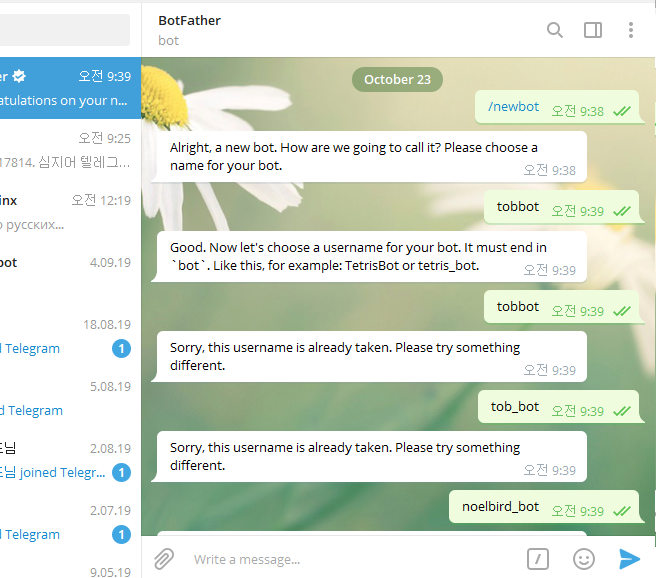 BotFather
bot
er 오전 9:39
atulations on your n...
오전 9:25
17814. 심지어 텔레그...
inx 오전 12:19
о русских...
bot 4.09.19
18.08.19
d Telegram 1
5.08.19
d Telegram
드님 2.08.19
드님 joined Telegr... 1
2.07.19
d Telegram 1
9.05.19
October 23
/newbot 오전 9:38
Alright, a new bot. How are we going to call it? Please choose a
name for your bot.
오전 9:38
tobbot 오전 9:39
Good. Now let's choose a username for your bot. It must end in
`bot`. Like this, for example: TetrisBot or tetris_bot.
오전 9:39
tobbot 오전 9:39
Sorry, this username is already taken. Please try something
different.
오전 9:39
tob_bot 오전 9:39
Sorry, this username is already taken. Please try something
different.
오전 9:39
noelbird_bot 오전 9:39
Write a message...